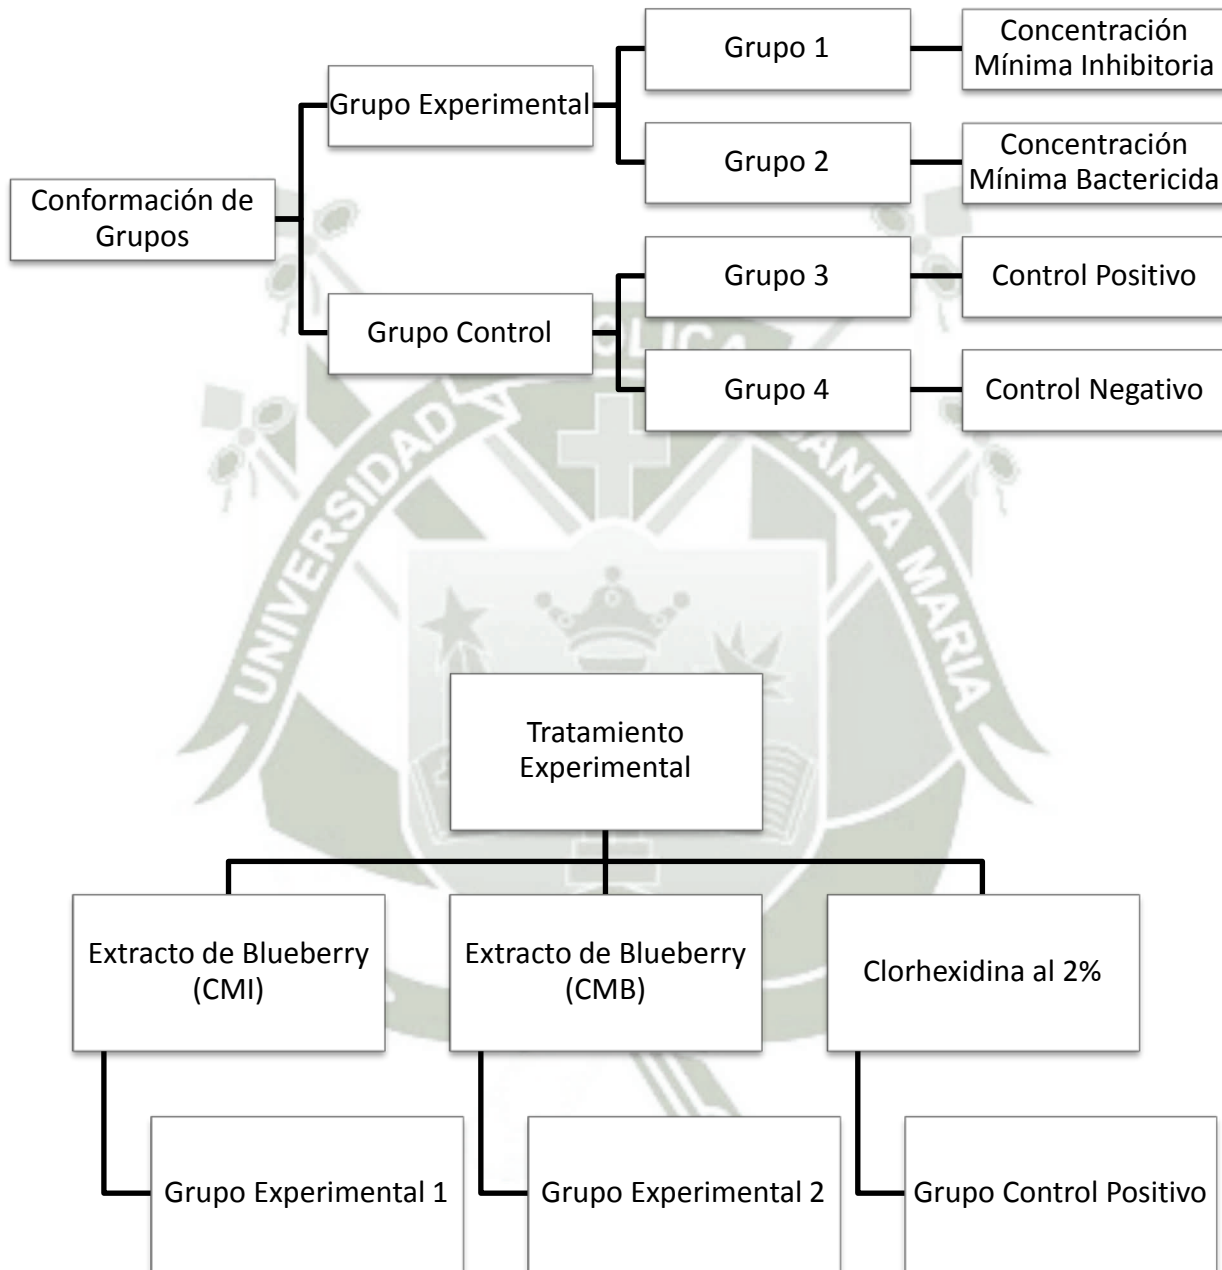 Conformación de
Grupos
Grupo Experimental
Grupo 1
Concentración
Mínima Inhibitoria
Grupo 2
Concentración
Mínima Bactericida
Grupo Control
Grupo 3
Control Positivo
Grupo 4
Control Negativo
UNIVERSIDAD
OLICA
SANTA MARIA
Tratamiento
Experimental
Extracto de Blueberry
(CMI)
Extracto de Blueberry
(CMB)
Clorhexidina al 2%
Grupo Experimental 1
Grupo Experimental 2
Grupo Control Positivo